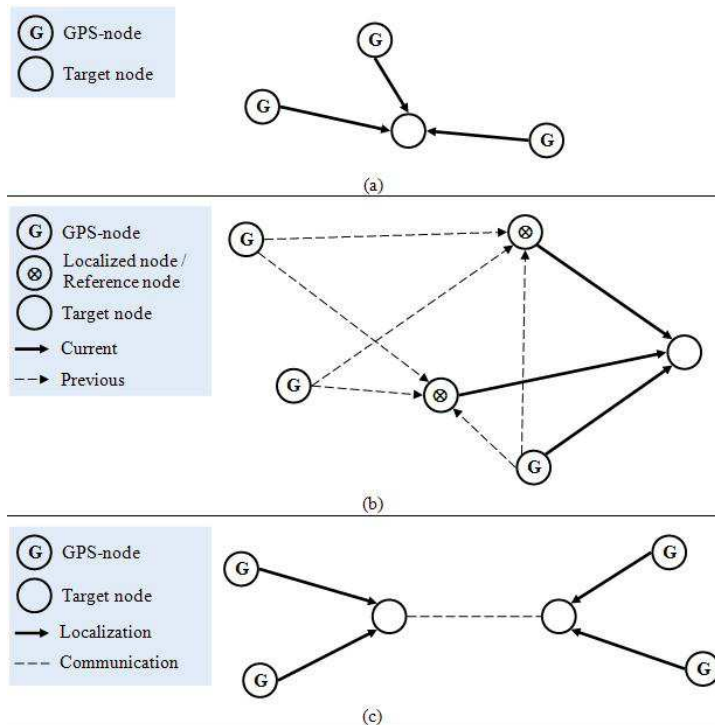 G GPS-node
Target node
G
G
G
(a)
G GPS-node
⊗ Localized node /
Reference node
Target node
Current
Previous
G
⊗
G
⊗
G
(b)
G GPS-node
Target node
Localization
Communication
G
G
G
G
(c)